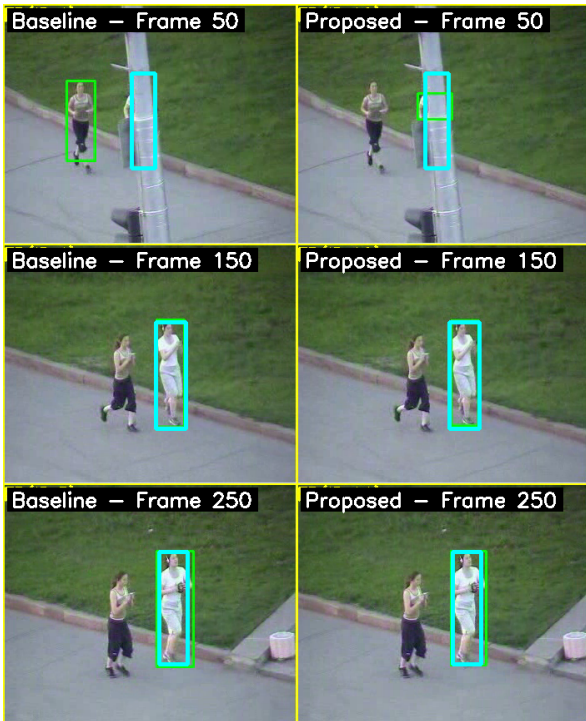 Baseline – Frame 50
Proposed – Frame 50
Baseline – Frame 150
Proposed – Frame 150
Baseline – Frame 250
Proposed – Frame 250